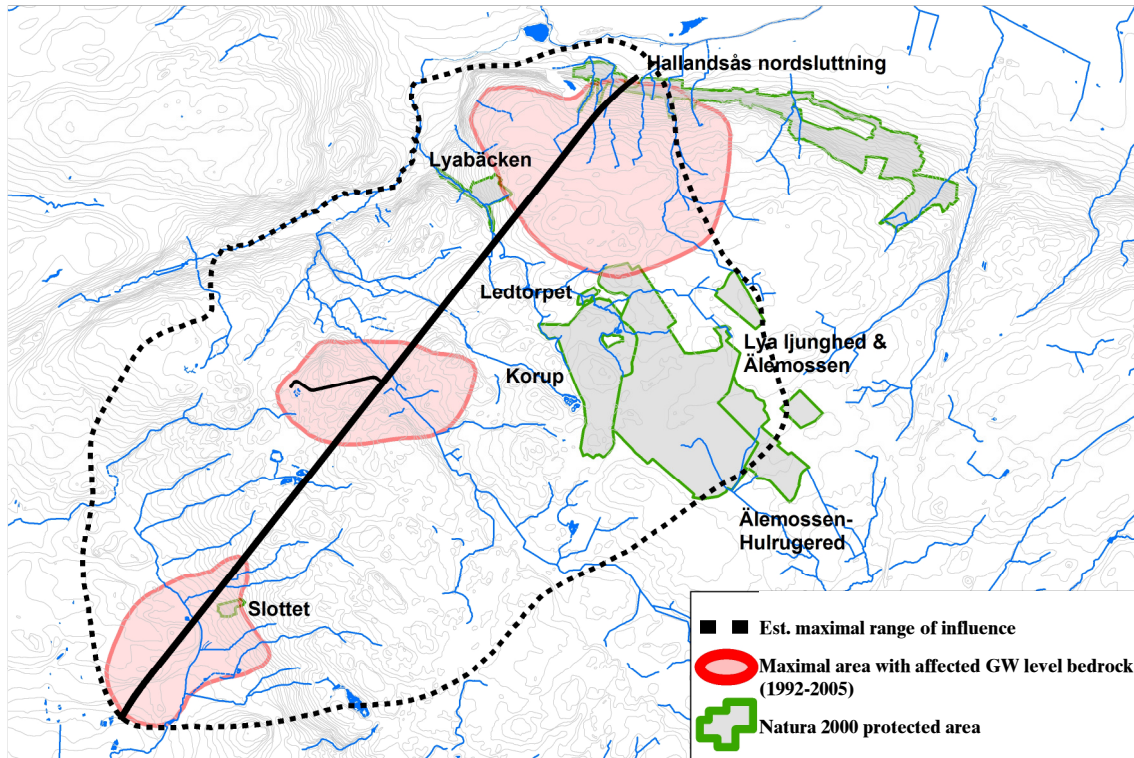 Hallandsås nordsluttning
Lyabäcken
Ledtorpet
Lya ljunghed &
Älemossen
Korup
Älemossen-
Hulrugered
Slottet
Est. maximal range of influence
Maximal area with affected GW level bedrock
(1992-2005)
Natura 2000 protected area